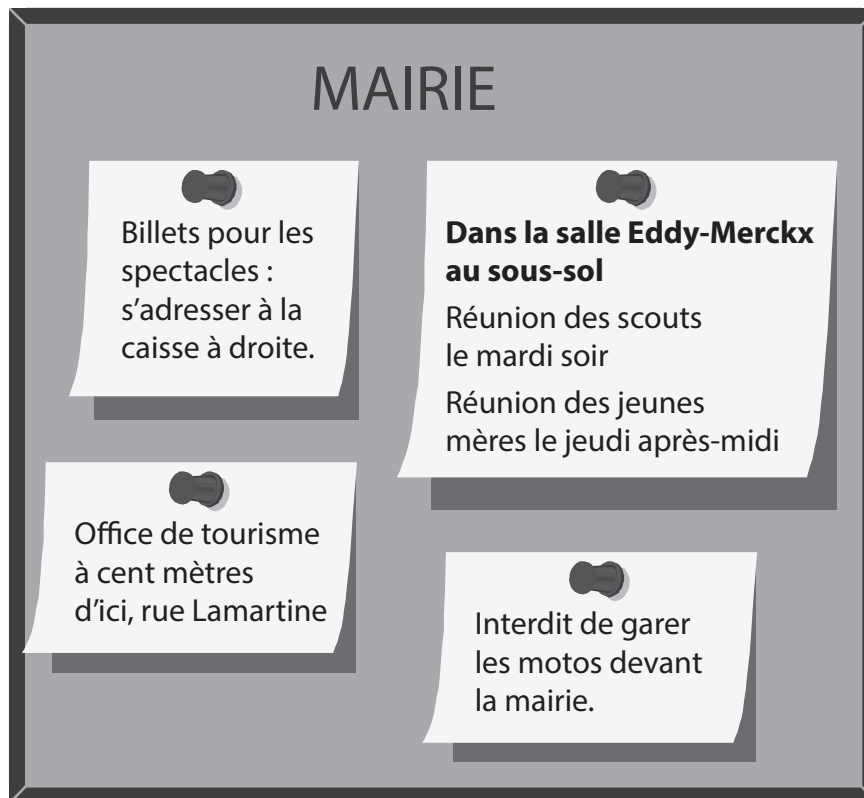 MAIRIE
Billets pour les
spectacles :
s’adresser à la
caisse à droite.
Dans la salle Eddy-Merckx
au sous-sol
Réunion des scouts
le mardi soir
Réunion des jeunes
mères le jeudi après-midi
Office de tourisme
à cent mètres
d’ici, rue Lamartine
Interdit de garer
les motos devant
la mairie.